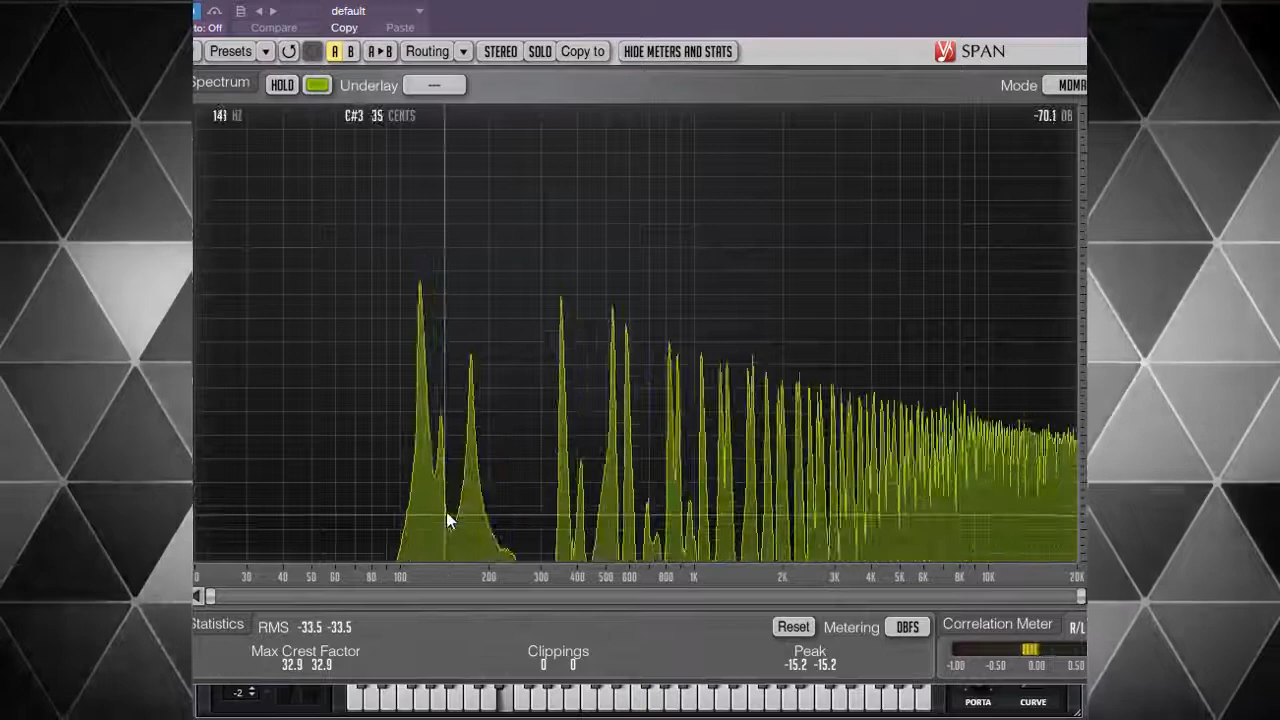 default
to: Off Compare Copy Paste
Presets A B A▸B Routing STEREO SOLO Copy to HIDE METERS AND STATS SPAN
Spectrum HOLD Underlay --- Mode
141 HZ C#3 35 CENTS -70.1 DB
0 30 40 50 60 80 100 200 300 400 500 600 800 1K 2K 3K 4K 5K 6K 8K 10K 20K
Statistics RMS -33.5 -33.5 Reset Metering DBFS Correlation Meter R/L
Max Crest Factor Clippings Peak
32.9 32.9 0 0 -15.2 -15.2 -1.00 -0.50 0.00 0.50
-2 PORTA CURVE